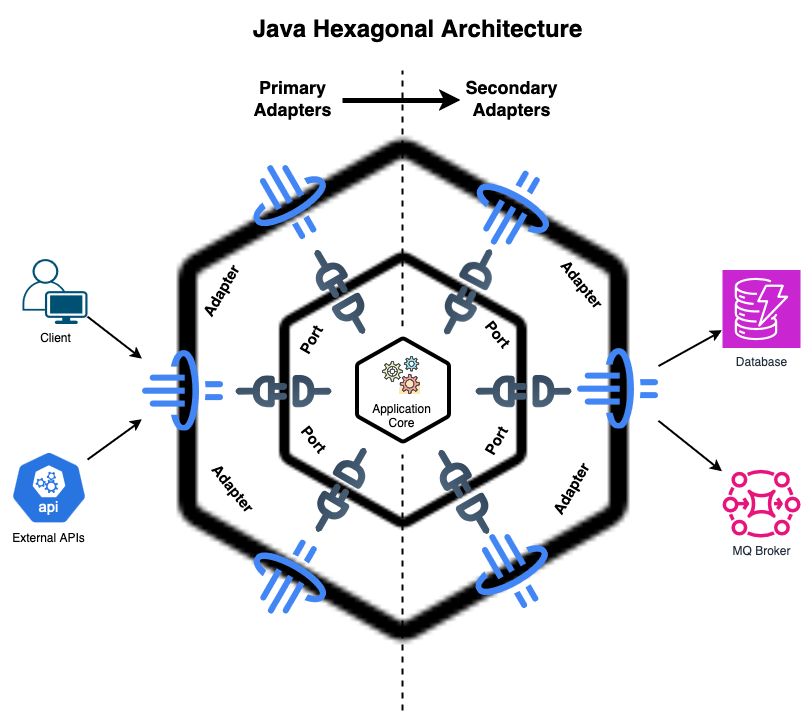 Java Hexagonal Architecture
Primary
Adapters
Secondary
Adapters
Adapter
Adapter
Client
Port
Port
Database
Application
Core
Port
Port
Adapter
Adapter
api
External APIs
MQ Broker